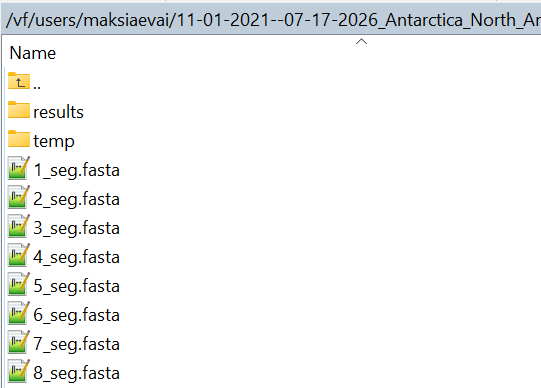 /vf/users/maksiaevai/11-01-2021--07-17-2026_Antarctica_North_
Name
..
results
temp
1_seg.fasta
2_seg.fasta
3_seg.fasta
4_seg.fasta
5_seg.fasta
6_seg.fasta
7_seg.fasta
8_seg.fasta